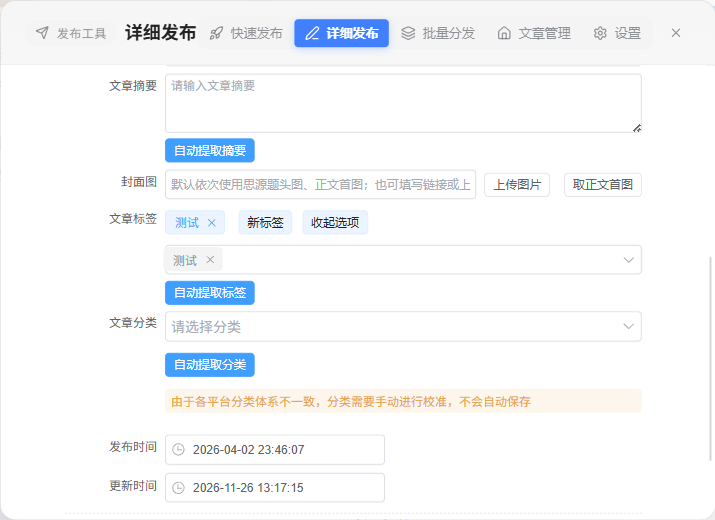 发布工具 详细发布 快速发布 详细发布 批量分发 文章管理 设置
文章摘要 请输入文章摘要
自动提取摘要
封面图 默认依次使用思源题头图、正文首图；也可填写链接或上 上传图片 取正文首图
文章标签 测试 新标签 收起选项
测试
自动提取标签
文章分类 请选择分类
自动提取分类
由于各平台分类体系不一致，分类需要手动进行校准，不会自动保存
发布时间 2026-04-02 23:46:07
更新时间 2026-11-26 13:17:15